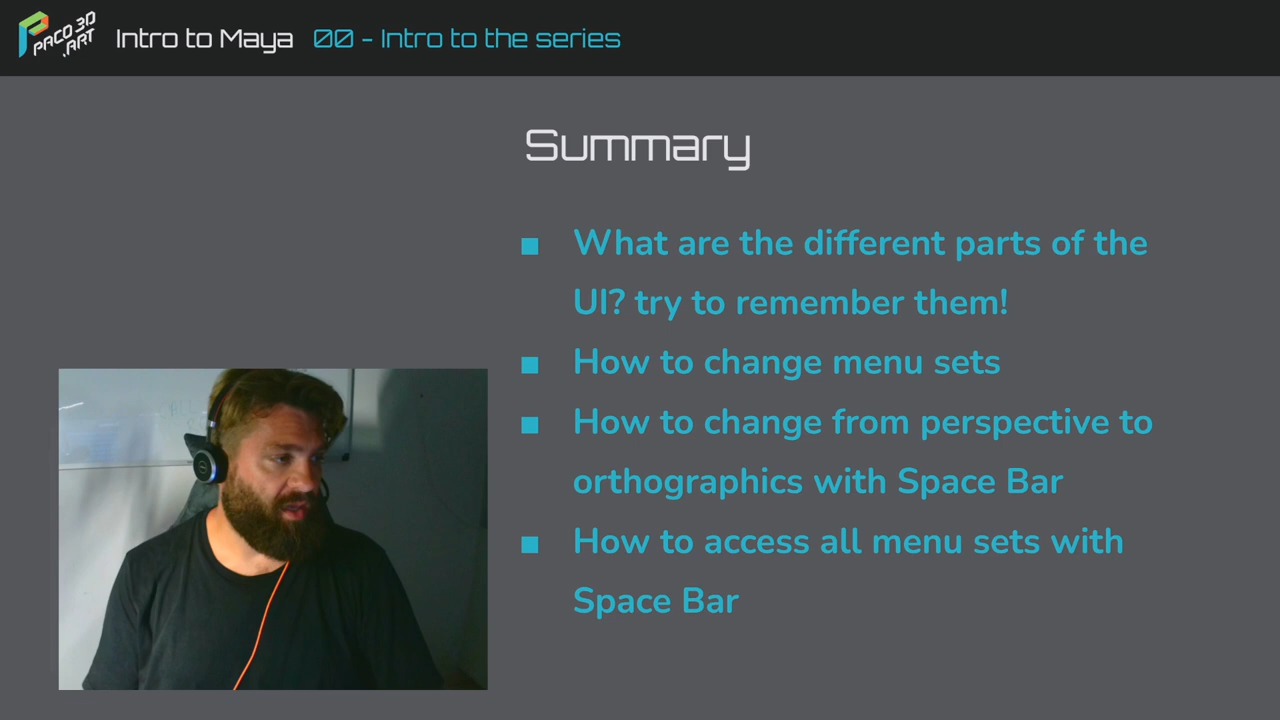 PACO 3D
.ART
Intro to Maya 00 - Intro to the series
Summary
■ What are the different parts of the
UI? try to remember them!
■ How to change menu sets
■ How to change from perspective to
orthographics with Space Bar
■ How to access all menu sets with
Space Bar